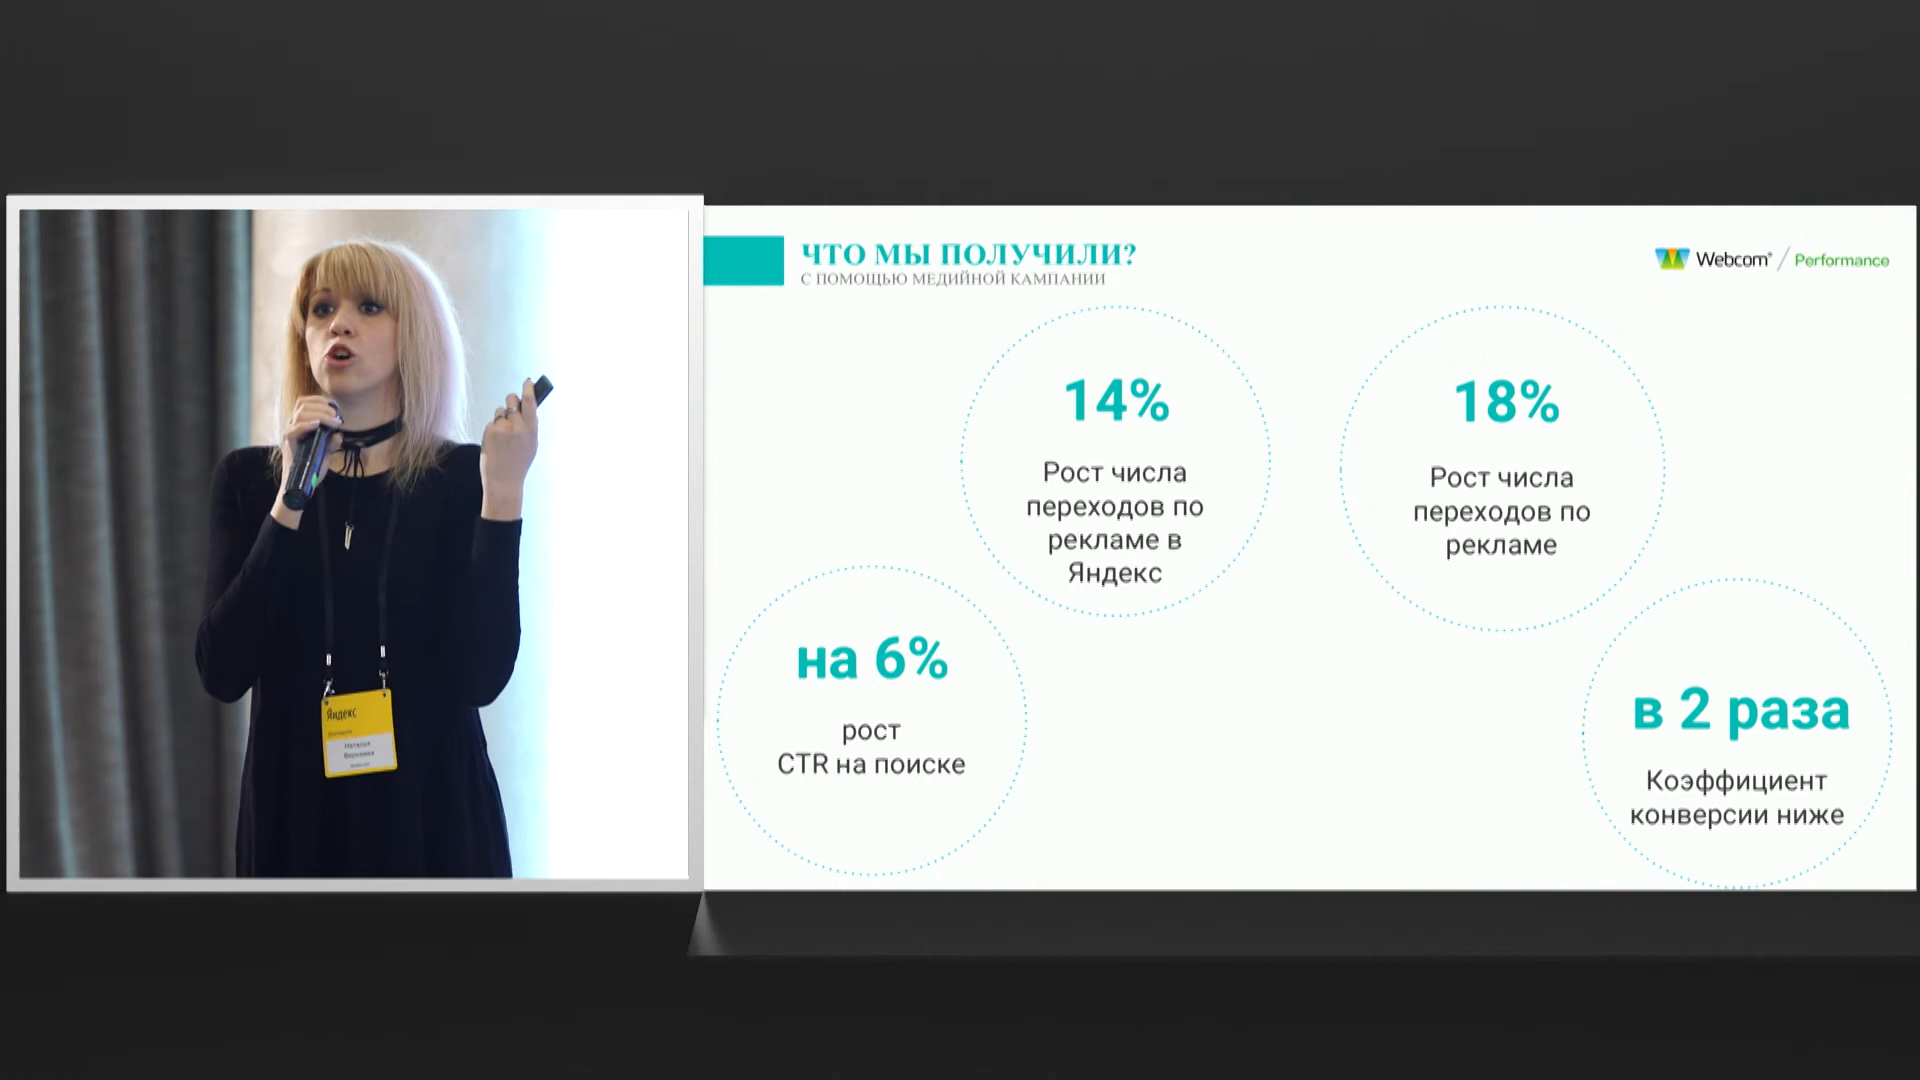 ЧТО МЫ ПОЛУЧИЛИ?
С ПОМОЩЬЮ МЕДИЙНОЙ КАМПАНИИ
Webcom® / Performance
14%
Рост числа
переходов по
рекламе в
Яндекс
18%
Рост числа
переходов по
рекламе
на 6%
рост
CTR на поиске
в 2 раза
Коэффициент
конверсии ниже
Яндекс
Наталья